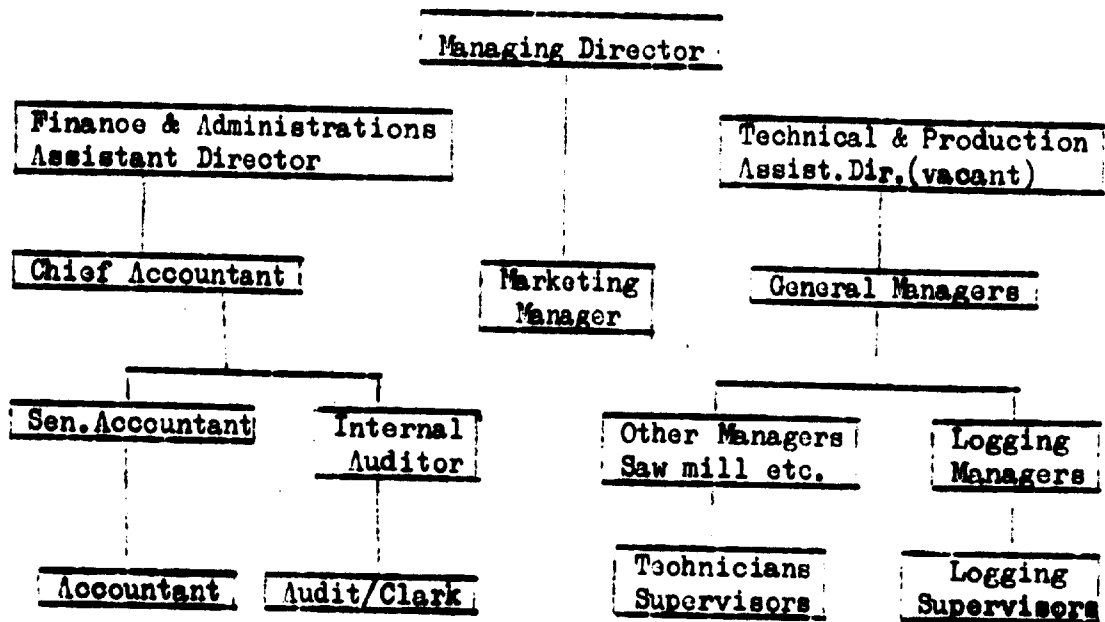 Managing Director
Finance & Administrations
Assistant Director
Technical & Production
Assist.Dir.(vacant)
Chief Accountant
Marketing
Manager
General Managers
Sen.Accountant
Internal
Auditor
Other Managers
Saw mill etc.
Logging
Managers
Accountant
Audit/Clark
Technicians
Supervisors
Logging
Supervisors